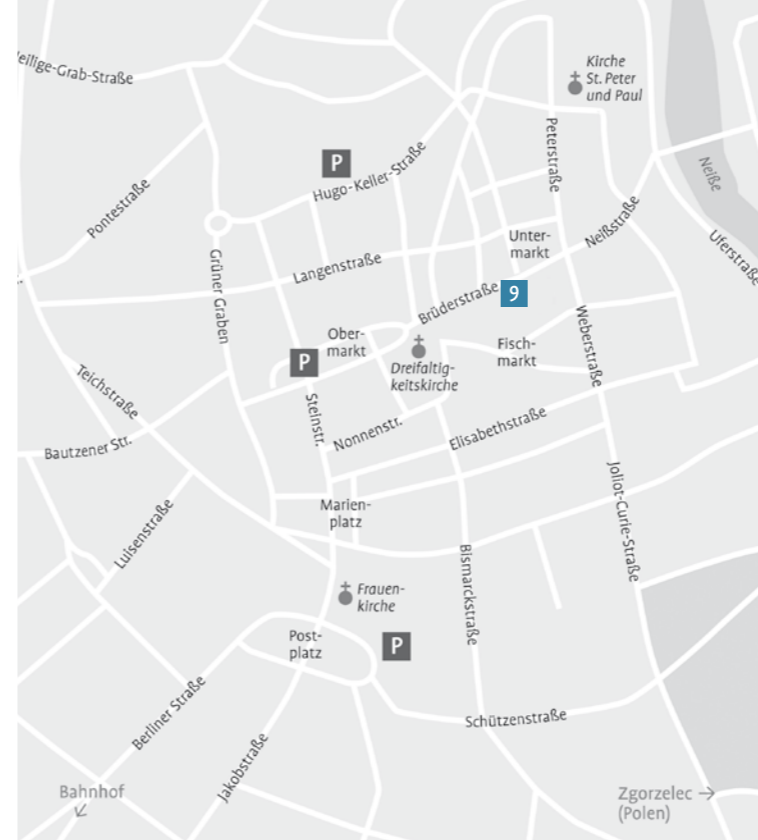 Kirche
St. Peter
und Paul
eilige-Grab-Straße
P
Hugo-Keller-Straße
Peterstraße
Neiße
Pontestraße
Neißstraße
Unter-
markt
Uferstraße
Grüner Graben
Langenstraße
Brüderstraße
9
Ober-
markt
Weberstraße
Fisch-
markt
P
Dreifaltig-
keitskirche
Teichstraße
Steinstr.
Nonnenstr.
Elisabethstraße
Bautzener Str.
Marien-
platz
Joliot-Curie-Straße
Luisenstraße
Bismarckstraße
Frauen-
kirche
Post-
platz
P
Berliner Straße
Schützenstraße
Jakobstraße
Bahnhof
Zgorzelec →
(Polen)